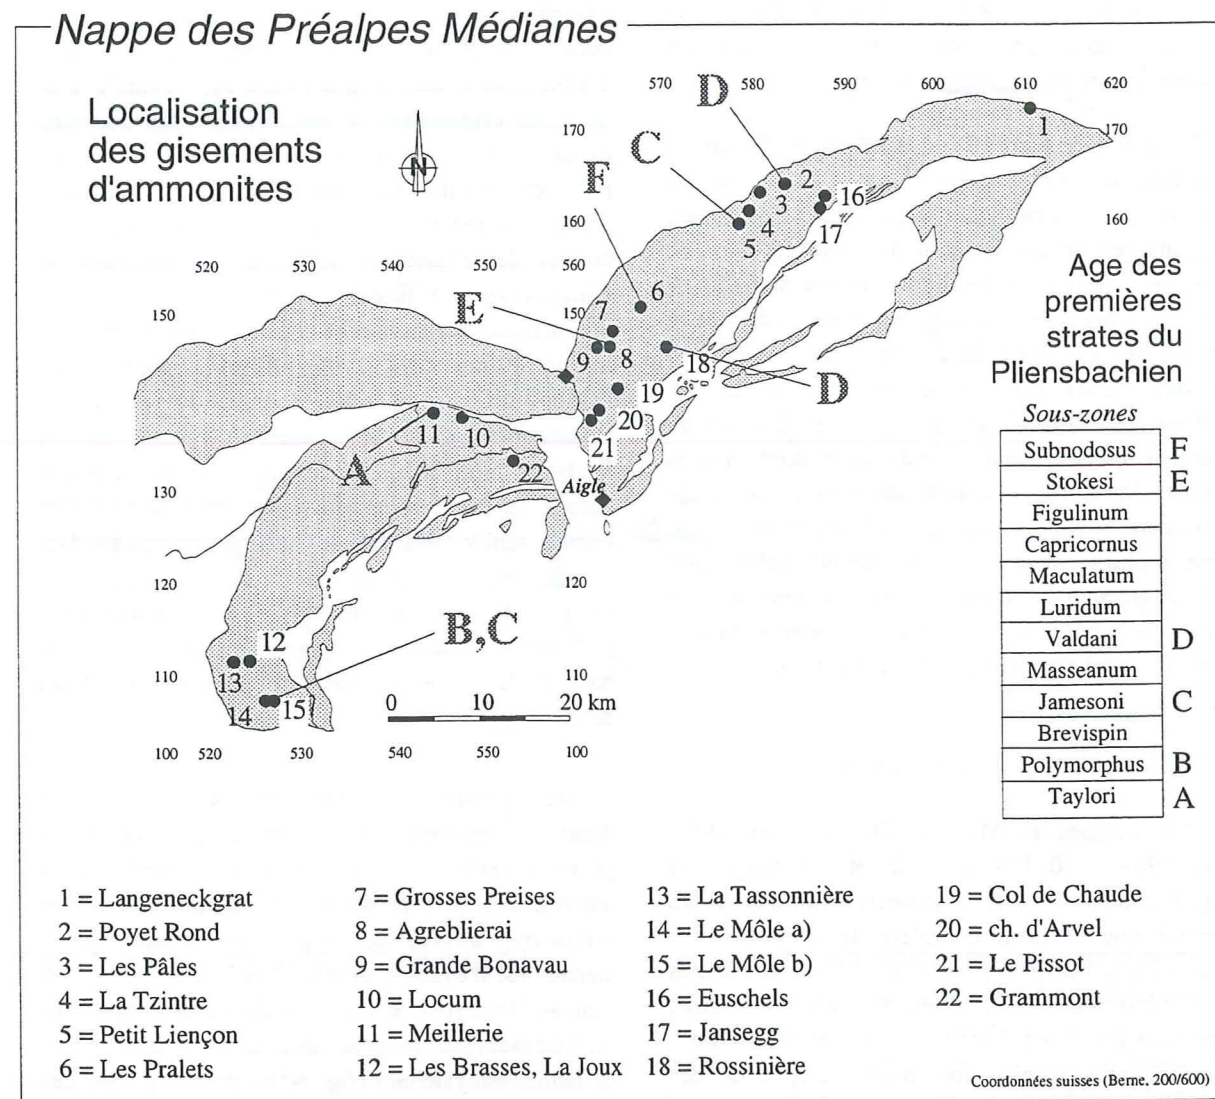 Nappe des Préalpes Médianes
Localisation
des gisements
d'ammonites
N
570 580 590 600 610 620
170
170
160
160
520 530 540 550 560
150
150
130
120
120
110
110
100 520 530 540 550 100
D
C
F
E
D
A
B,C
1
2
3
4
5
16
17
6
7
8
9
18
19
20
21
10
11
22
Aigle
12
13
14
15
0 10 20 km
Age des
premières
strates du
Pliensbachien
Sous-zones
Subnodosus F
Stokesi E
Figulinum
Capricornus
Maculatum
Luridum
Valdani D
Masseanum
Jamesoni C
Brevispin
Polymorphus B
Taylori A
1 = Langeneckgrat
2 = Poyet Rond
3 = Les Pâles
4 = La Tzintre
5 = Petit Liençon
6 = Les Pralets
7 = Grosses Preises
8 = Agreblierai
9 = Grande Bonavau
10 = Locum
11 = Meillerie
12 = Les Brasses, La Joux
13 = La Tassonnière
14 = Le Môle a)
15 = Le Môle b)
16 = Euschels
17 = Jansegg
18 = Rossinière
19 = Col de Chaude
20 = ch. d'Arvel
21 = Le Pissot
22 = Grammont
Coordonnées suisses (Berne, 200/600)